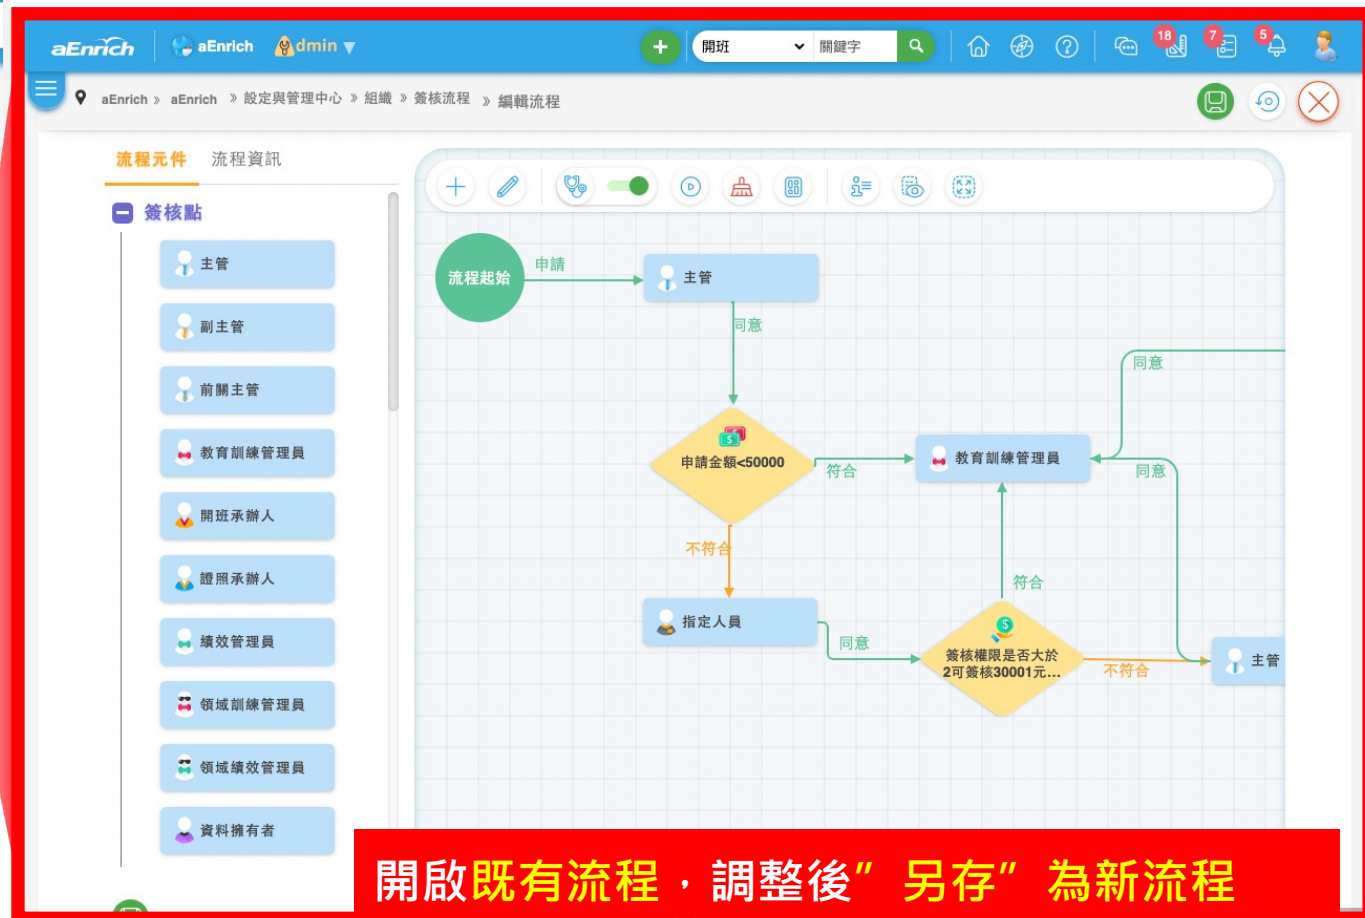 aEnrich aEnrich Admin ▼ + 開班 關鍵字 18 7 5
aEnrich » aEnrich » 設定與管理中心 » 組織 » 簽核流程 » 編輯流程
流程元件 流程資訊
簽核點
主管
副主管
前關主管
教育訓練管理員
開班承辦人
證照承辦人
績效管理員
領域訓練管理員
領域績效管理員
資料擁有者
流程起始
申請
主管
同意
申請金額<50000
符合
教育訓練管理員
同意
同意
不符合
指定人員
同意
符合
簽核權限是否大於
2可簽核30001元...
不符合
主管
開啟既有流程，調整後”另存”為新流程